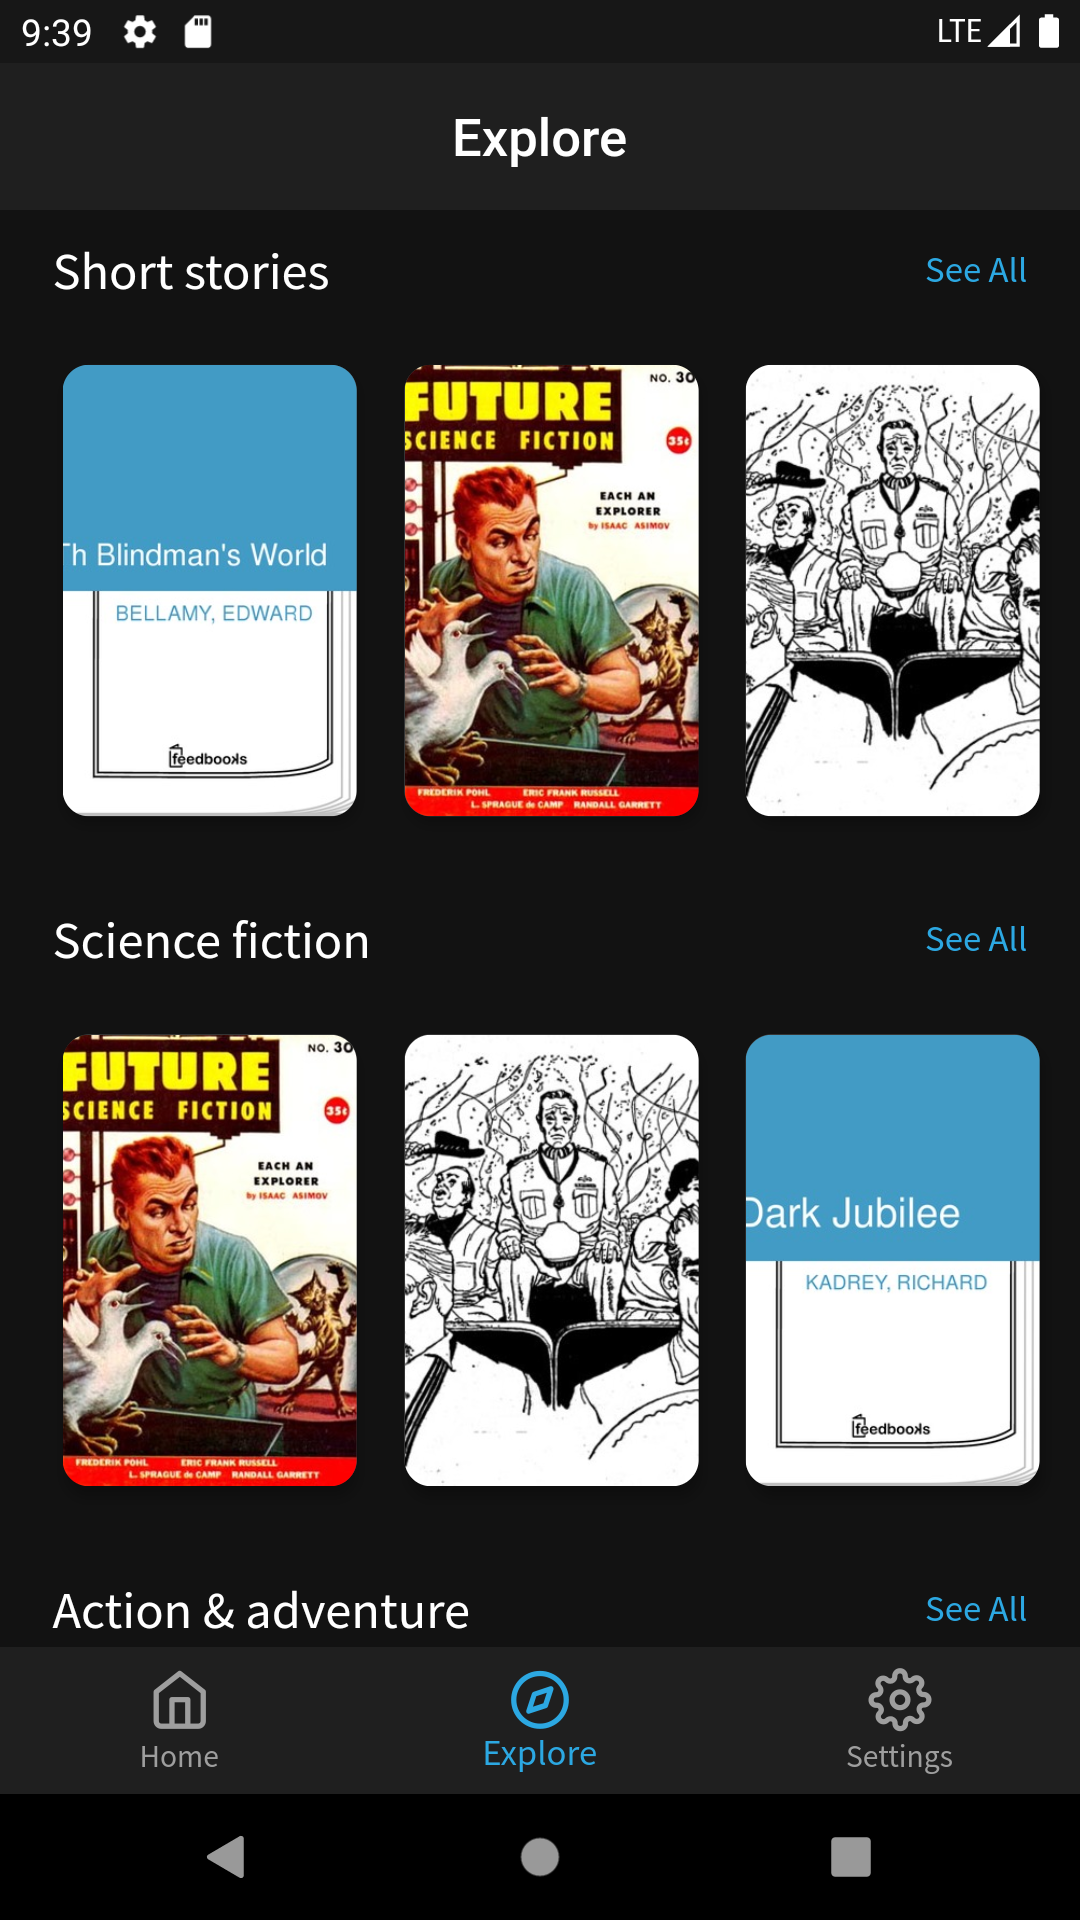 9:39
LTE
Explore
Short stories
See All
Th Blindman's World
BELLAMY, EDWARD
feedbooks
NO. 30
FUTURE
SCIENCE FICTION
35¢
EACH AN
EXPLORER
by ISAAC ASIMOV
FREDERIK POHL ERIC FRANK RUSSELL
L. SPRAGUE de CAMP RANDALL GARRETT
Science fiction
See All
NO. 30
FUTURE
SCIENCE FICTION
35¢
EACH AN
EXPLORER
by ISAAC ASIMOV
FREDERIK POHL ERIC FRANK RUSSELL
L. SPRAGUE de CAMP RANDALL GARRETT
Dark Jubilee
KADREY, RICHARD
feedbooks
Action & adventure
See All
Home
Explore
Settings